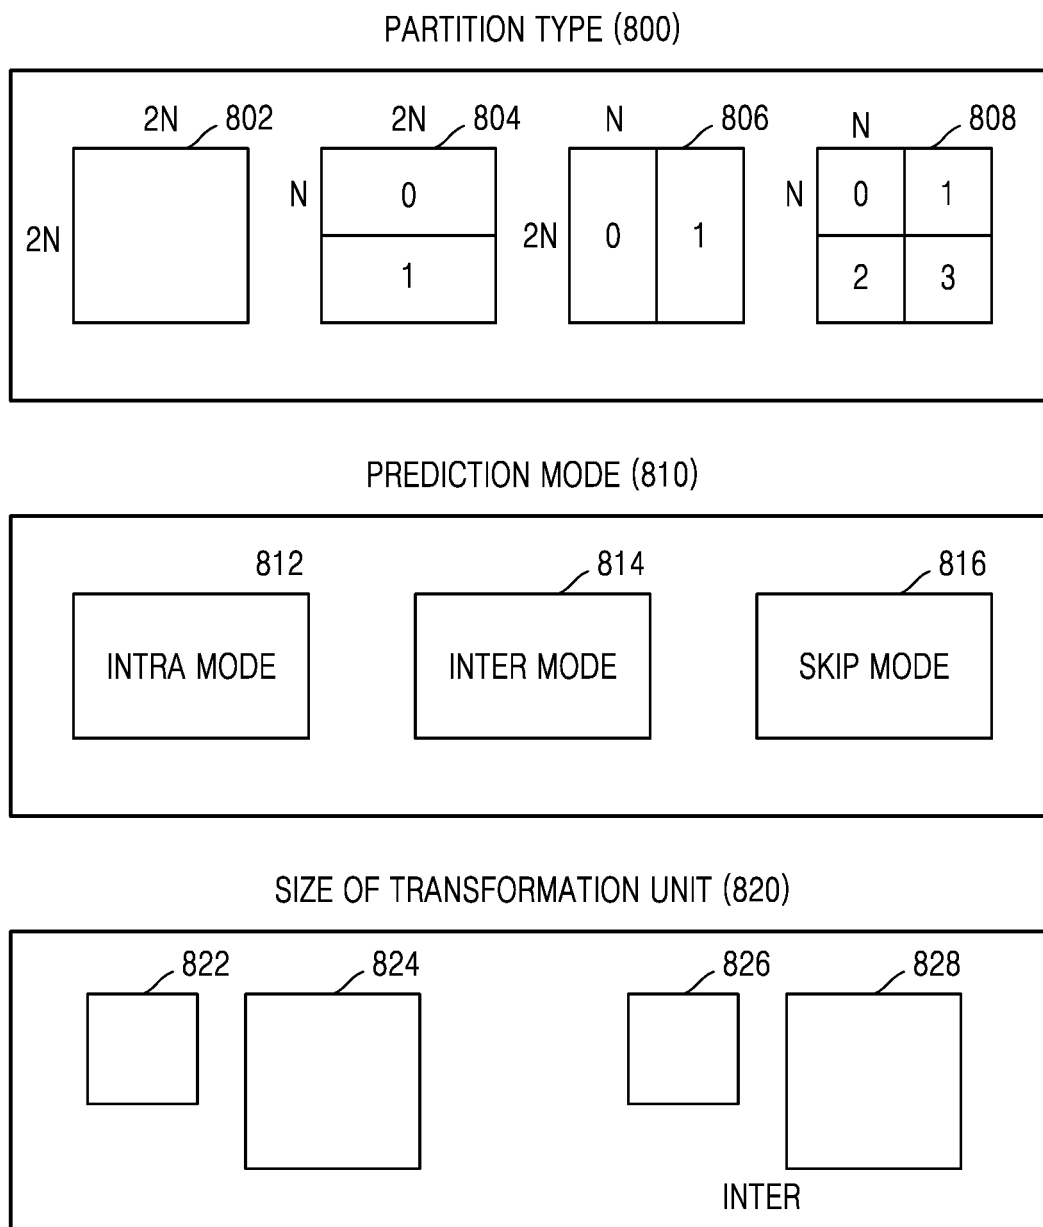 PARTITION TYPE (800)
2N 802 2N 804 N 806 N 808
N 0 N 0 1
2N 2N 0 1
1 2 3
PREDICTION MODE (810)
812 814 816
INTRA MODE INTER MODE SKIP MODE
SIZE OF TRANSFORMATION UNIT (820)
822 824 826 828
INTER